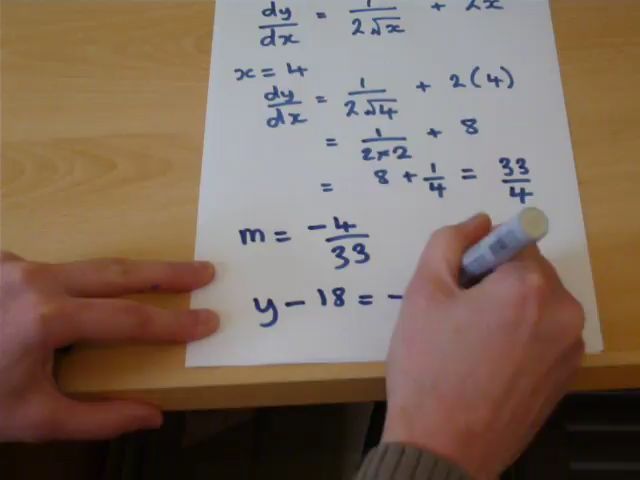 dy/dx = 1/2√x + 2x
x = 4
dy/dx = 1/2√4 + 2(4)
= 1/2×2 + 8
= 8 + 1/4 = 33/4
m = -4/33
y - 18 = -